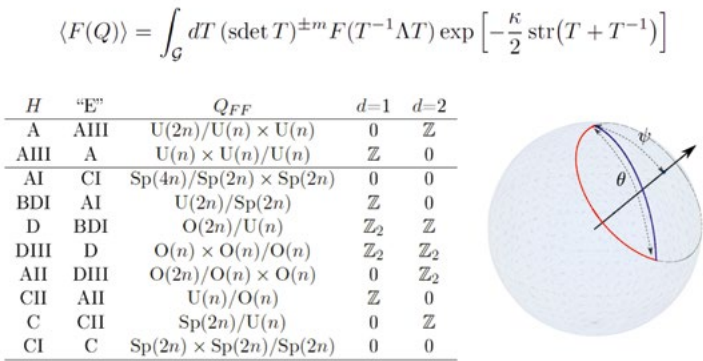 ⟨F(Q)⟩ = ∫_𝒢 dT (sdet T)^{±m} F(T^{-1}ΛT) exp [ -κ/2 str(T + T^{-1}) ]
H “E” Q_{FF} d=1 d=2
A AIII U(2n)/U(n) × U(n) 0 ℤ
AIII A U(n) × U(n)/U(n) ℤ 0
AI CI Sp(4n)/Sp(2n) × Sp(2n) 0 0
BDI AI U(2n)/Sp(2n) ℤ 0
D BDI O(2n)/U(n) ℤ₂ ℤ
DIII D O(n) × O(n)/O(n) ℤ₂ ℤ₂
AII DIII O(2n)/O(n) × O(n) 0 ℤ₂
CII AII U(n)/O(n) ℤ 0
C CII Sp(2n)/U(n) 0 ℤ
CI C Sp(2n) × Sp(2n)/Sp(2n) 0 0
ψ
θ